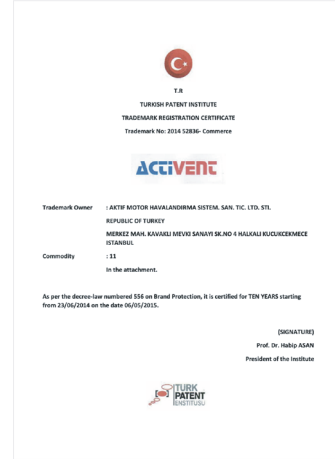 T.R
TURKISH PATENT INSTITUTE
TRADEMARK REGISTRATION CERTIFICATE
Trademark No: 2014 52836- Commerce
ACTIVENT
Trademark Owner : AKTIF MOTOR HAVALANDIRMA SISTEM. SAN. TIC. LTD. STI.
REPUBLIC OF TURKEY
MERKEZ MAH. KAVAKLI MEVKI SANAYI SK.NO 4 HALKALI KUCUKCEKMECE
ISTANBUL
Commodity : 11
In the attachment.
As per the decree-law numbered 556 on Brand Protection, it is certified for TEN YEARS starting
from 23/06/2014 on the date 06/05/2015.
(SIGNATURE)
Prof. Dr. Habip ASAN
President of the Institute
TURK
PATENT
ENSTITUSU